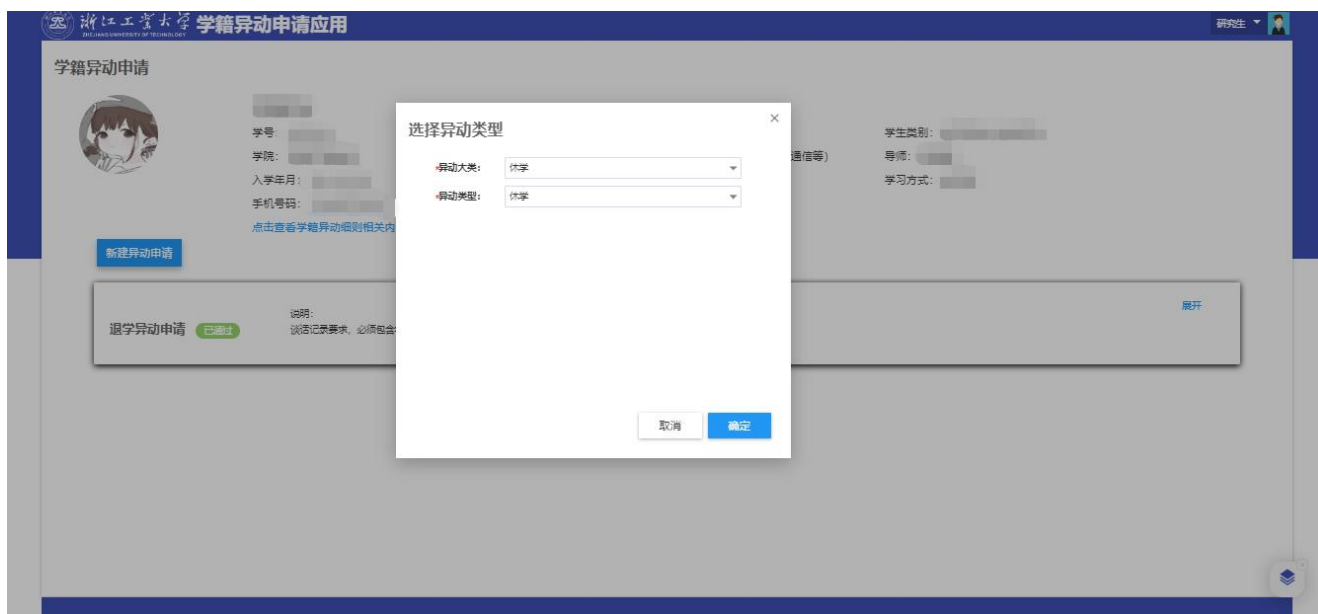 浙江工业大学 学籍异动申请应用
ZHEJIANG UNIVERSITY OF TECHNOLOGY
研究生
学籍异动申请
选择异动类型
×
学号:
学生类别:
*异动大类: 休学
学院:
通信等)
导师:
入学年月:
学习方式:
*异动类型: 休学
手机号码:
点击查看学籍异动细则相关内
新建异动申请
展开
说明:
退学异动申请 已通过
谈话记录要求, 必须包含
取消 确定